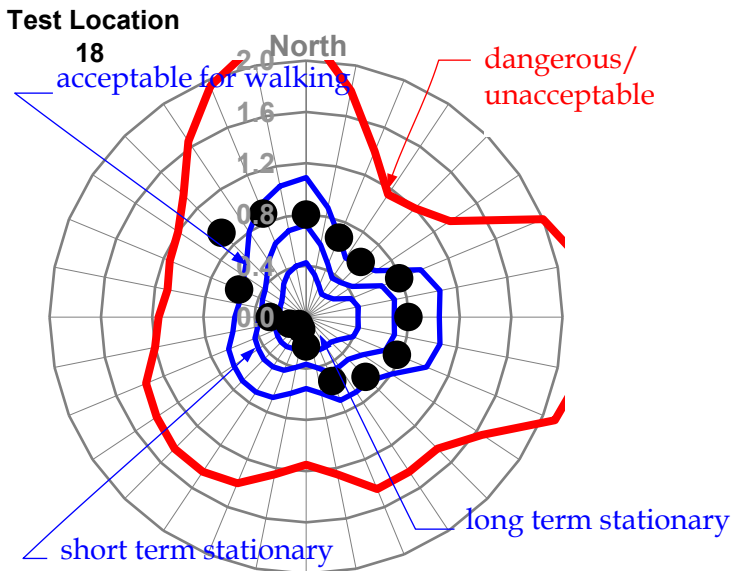 Test Location
18
North
acceptable for walking
dangerous/
unacceptable
2.0
1.6
1.2
0.8
0.4
0.0
long term stationary
short term stationary